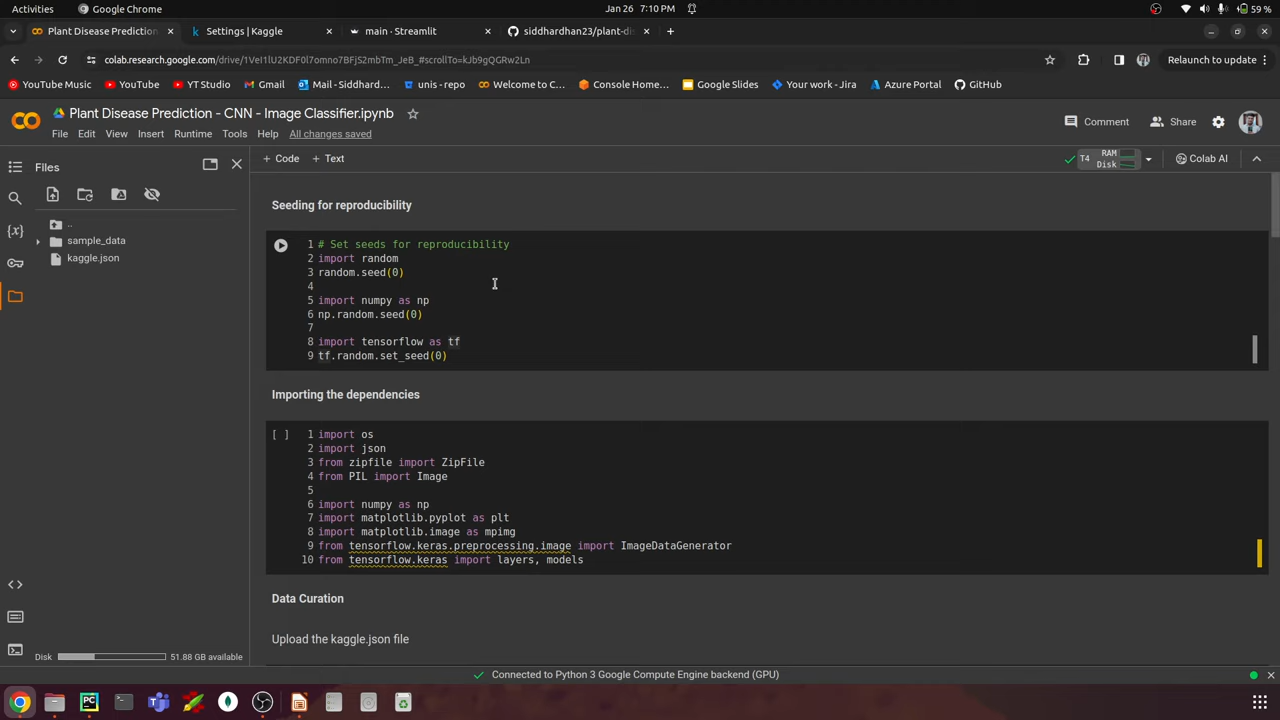 Activities
Google Chrome
Jan 26 7:10 PM
59 %
Plant Disease Prediction
Settings | Kaggle
main · Streamlit
siddhardhan23/plant-di
colab.research.google.com/drive/1VeI1lU2KDF0l7omno7BFjS2mbTm_JeB_#scrollTo=kJb9gQGRw2Ln
Relaunch to update
YouTube Music
YouTube
YT Studio
Gmail
Mail - Siddhard...
unis - repo
Welcome to C...
Console Home...
Google Slides
Your work - Jira
Azure Portal
GitHub
Plant Disease Prediction - CNN - Image Classifier.ipynb
File Edit View Insert Runtime Tools Help All changes saved
Comment
Share
Files
+ Code + Text
T4
RAM
Disk
Colab AI
..
sample_data
kaggle.json
Seeding for reproducibility
1 # Set seeds for reproducibility
2 import random
3 random.seed(0)
4
5 import numpy as np
6 np.random.seed(0)
7
8 import tensorflow as tf
9 tf.random.set_seed(0)
Importing the dependencies
[ ] 1 import os
2 import json
3 from zipfile import ZipFile
4 from PIL import Image
5
6 import numpy as np
7 import matplotlib.pyplot as plt
8 import matplotlib.image as mpimg
9 from tensorflow.keras.preprocessing.image import ImageDataGenerator
10 from tensorflow.keras import layers, models
Data Curation
Upload the kaggle.json file
Disk
51.88 GB available
Connected to Python 3 Google Compute Engine backend (GPU)